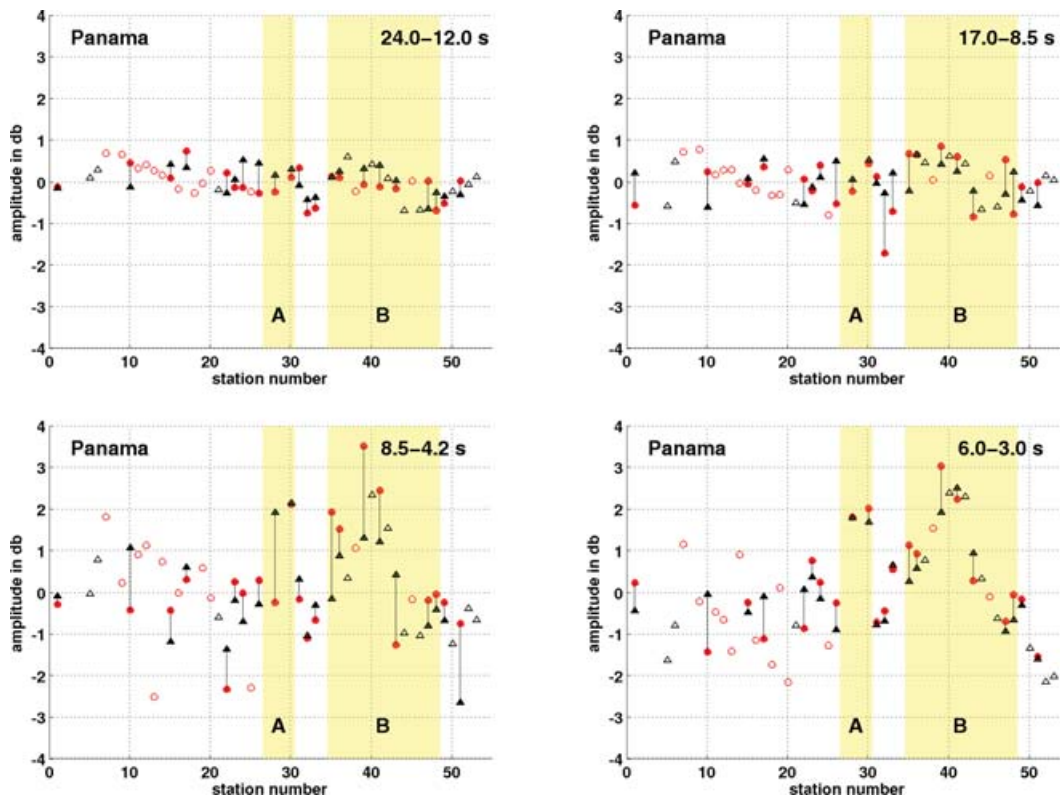 Panama 24.0–12.0 s
amplitude in db
4
3
2
1
0
-1
-2
-3
-4
A B
0 10 20 30 40 50
station number
Panama 17.0–8.5 s
amplitude in db
4
3
2
1
0
-1
-2
-3
-4
A B
0 10 20 30 40 50
station number
Panama 8.5–4.2 s
amplitude in db
4
3
2
1
0
-1
-2
-3
-4
A B
0 10 20 30 40 50
station number
Panama 6.0–3.0 s
amplitude in db
4
3
2
1
0
-1
-2
-3
-4
A B
0 10 20 30 40 50
station number